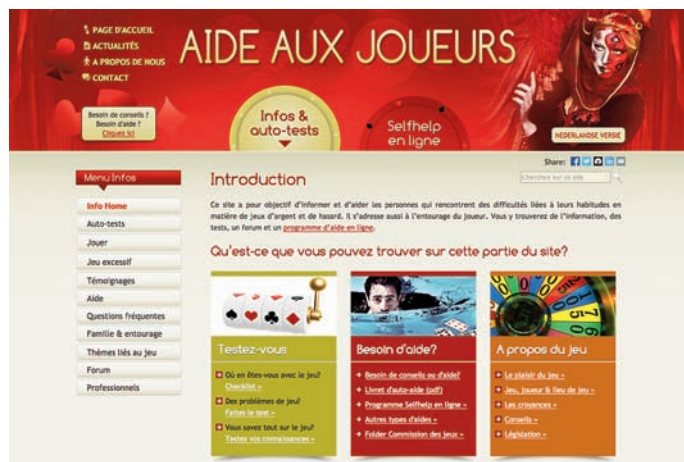 PAGE D'ACCUEIL
ACTUALITÉS
A PROPOS DE NOUS
CONTACT
AIDE AUX JOUEURS
Besoin de conseils ?
Besoin d'aide ?
Cliquez ici
Infos &
auto-tests
Selfhelp
en ligne
NEDERLANDSE VERSIE
Share:
Cherchez sur ce site
Menu Infos
Info Home
Auto-tests
Jouer
Jeu excessif
Témoignages
Aide
Questions fréquentes
Famille & entourage
Thèmes liés au jeu
Forum
Professionnels
Introduction
Ce site a pour objectif d'informer et d'aider les personnes qui rencontrent des difficultés liées à leurs habitudes en
matière de jeux d'argent et de hasard. Il s'adresse aussi à l'entourage du joueur. Vous y trouverez de l'information, des
tests, un forum et un programme d'aide en ligne.
Qu'est-ce que vous pouvez trouver sur cette partie du site?
Testez-vous
Où en êtes-vous avec le jeu?
Checklist »
Des problèmes de jeu?
Faites le test »
Vous savez tout sur le jeu?
Testez vos connaissances »
Besoin d'aide?
Besoin de conseils ou d'aide?
Livret d'auto-aide (pdf)
Programme Selfhelp en ligne »
Autres types d'aides »
Folder Commission des jeux »
A propos du jeu
Le plaisir du jeu »
Jeu, joueur & lieu de jeu »
Les croyances »
Conseils »
Législation »